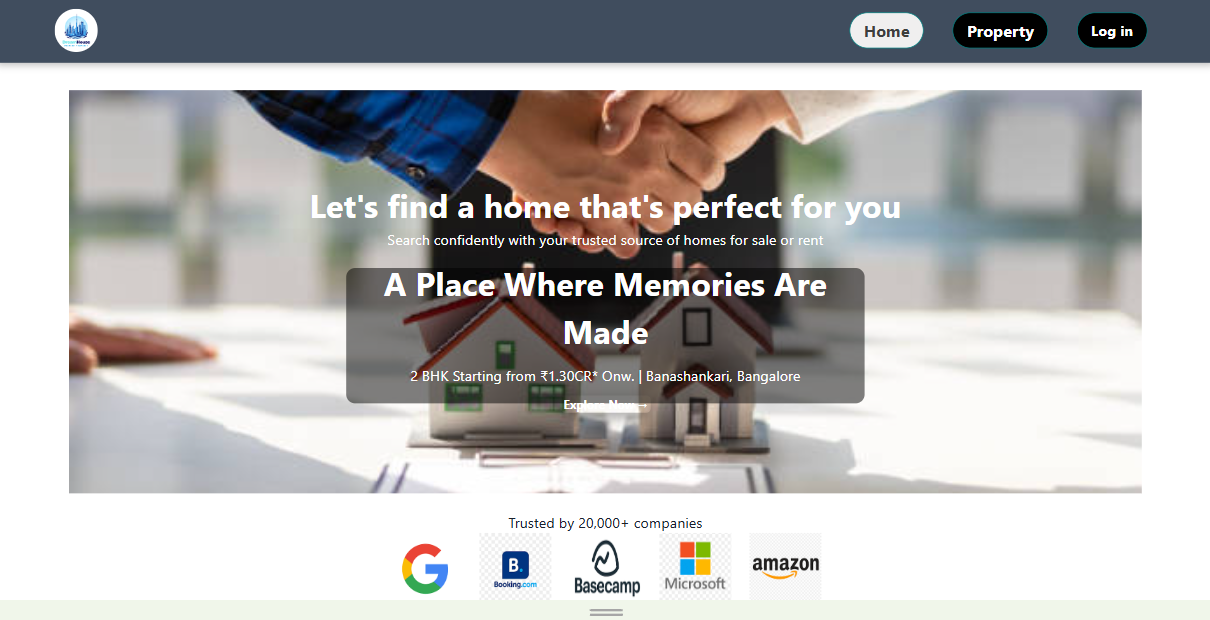 Home
Property
Log in
Let's find a home that's perfect for you
Search confidently with your trusted source of homes for sale or rent
A Place Where Memories Are
Made
2 BHK Starting from ₹1.30CR* Onw. | Banashankari, Bangalore
Explore Now→
Trusted by 20,000+ companies
B.
Booking.com
Basecamp
Microsoft
amazon